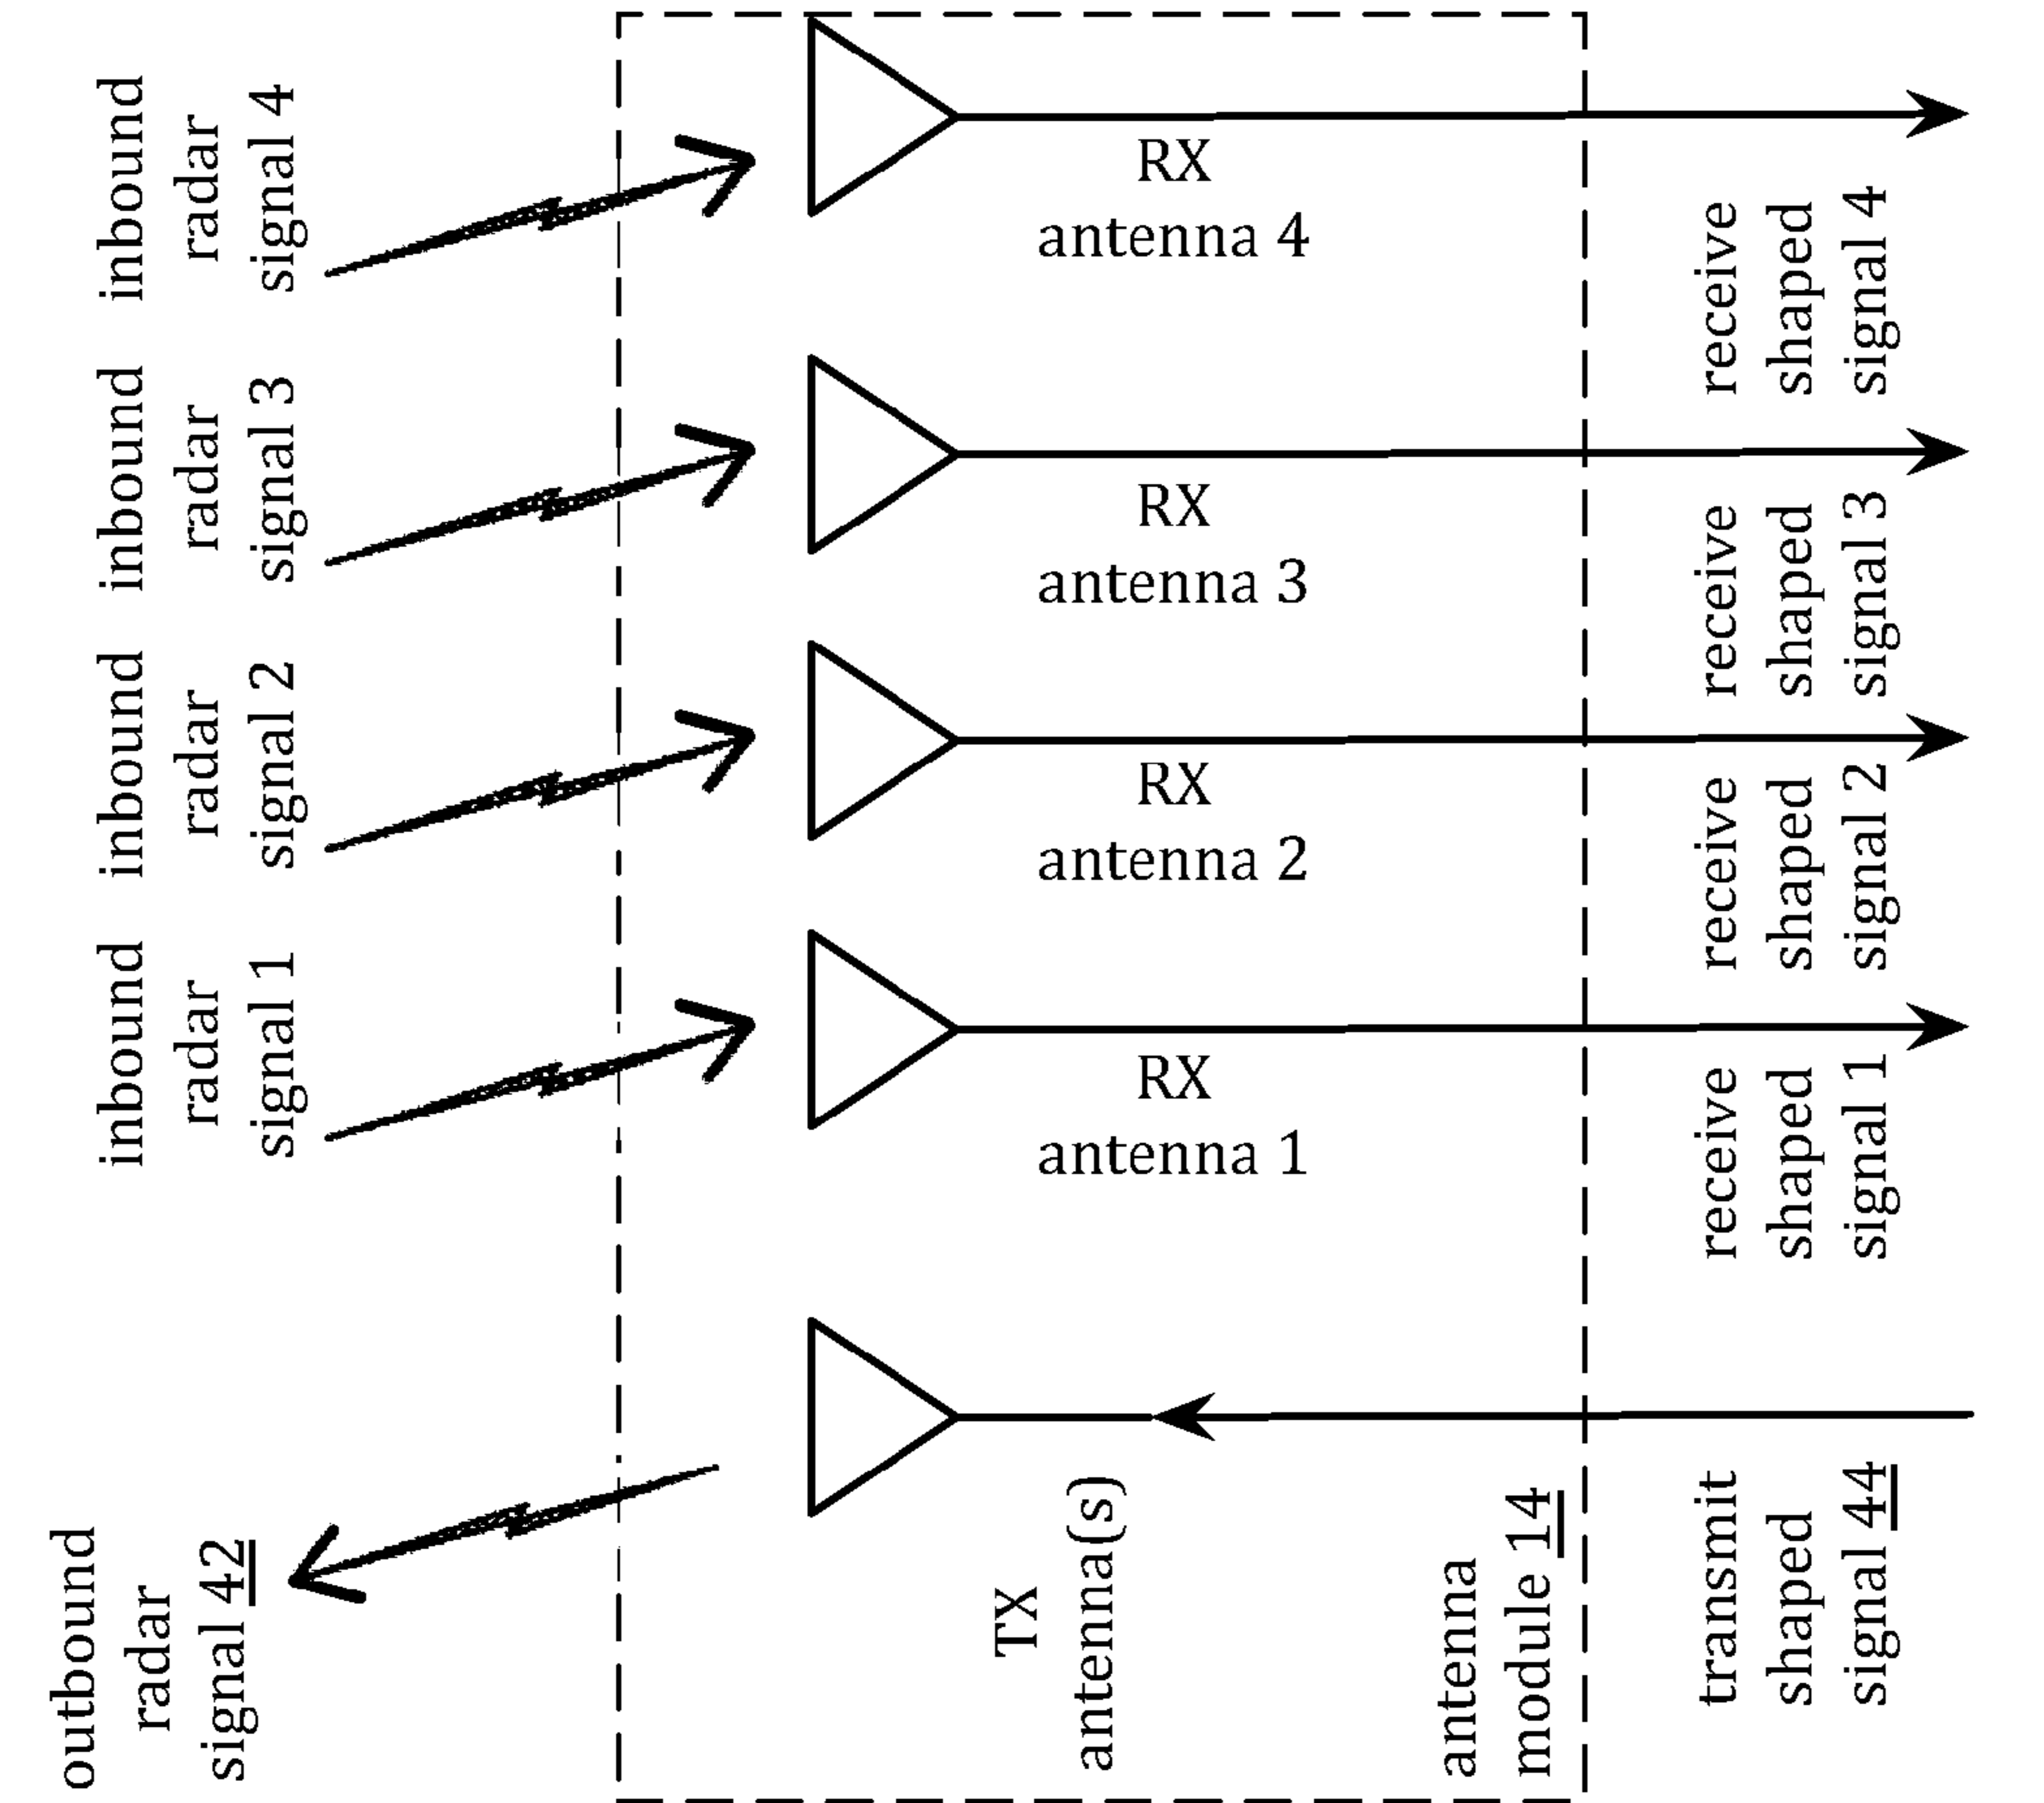 inbound
radar
signal 4
RX
antenna 4
receive
shaped
signal 4
inbound
radar
signal 3
RX
antenna 3
receive
shaped
signal 3
inbound
radar
signal 2
RX
antenna 2
receive
shaped
signal 2
inbound
radar
signal 1
RX
antenna 1
receive
shaped
signal 1
outbound
radar
signal 42
TX
antenna(s)
antenna
module 14
transmit
shaped
signal 44